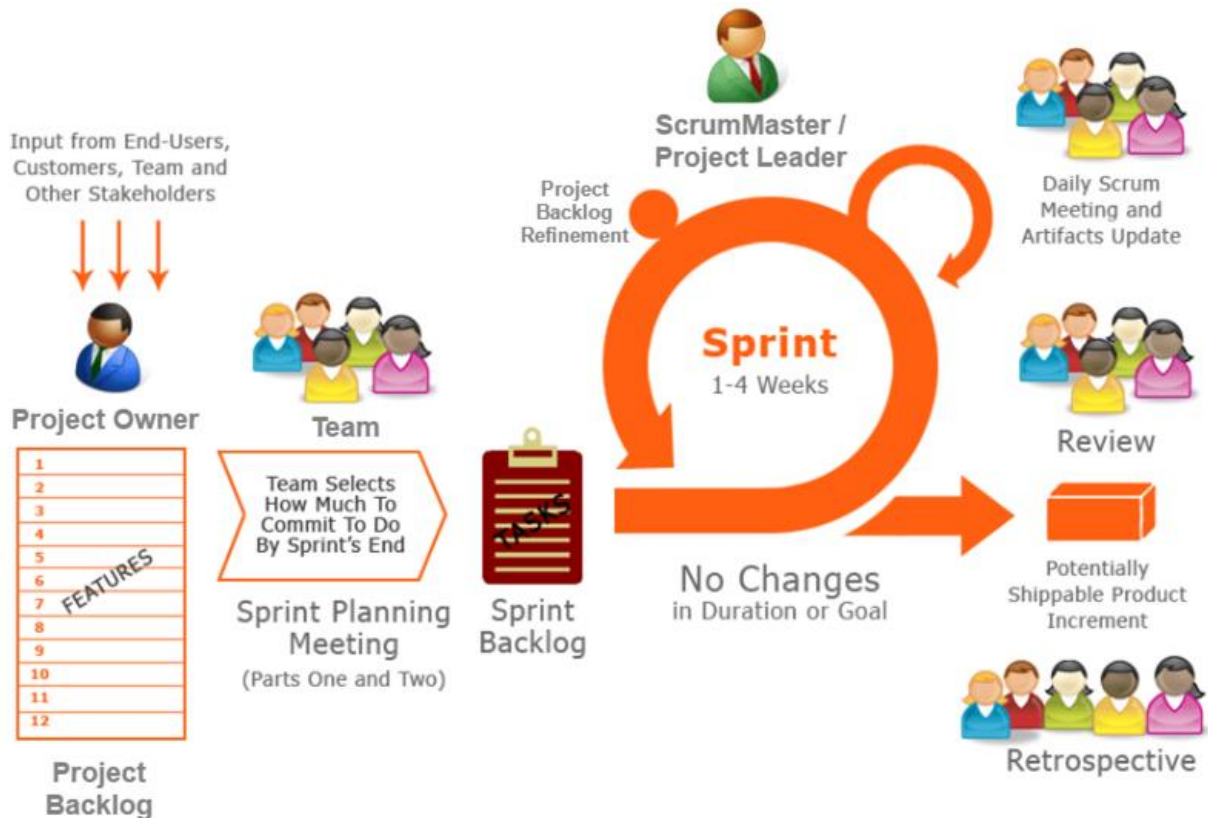 Input from End-Users,
Customers, Team and
Other Stakeholders
Project Owner
1
2
3
4
5
6
7
8
9
10
11
12
FEATURES
Project
Backlog
Team
Team Selects
How Much To
Commit To Do
By Sprint's End
Sprint Planning
Meeting
(Parts One and Two)
TASKS
Sprint
Backlog
ScrumMaster /
Project Leader
Project
Backlog
Refinement
Sprint
1-4 Weeks
No Changes
in Duration or Goal
Daily Scrum
Meeting and
Artifacts Update
Review
Potentially
Shippable Product
Increment
Retrospective